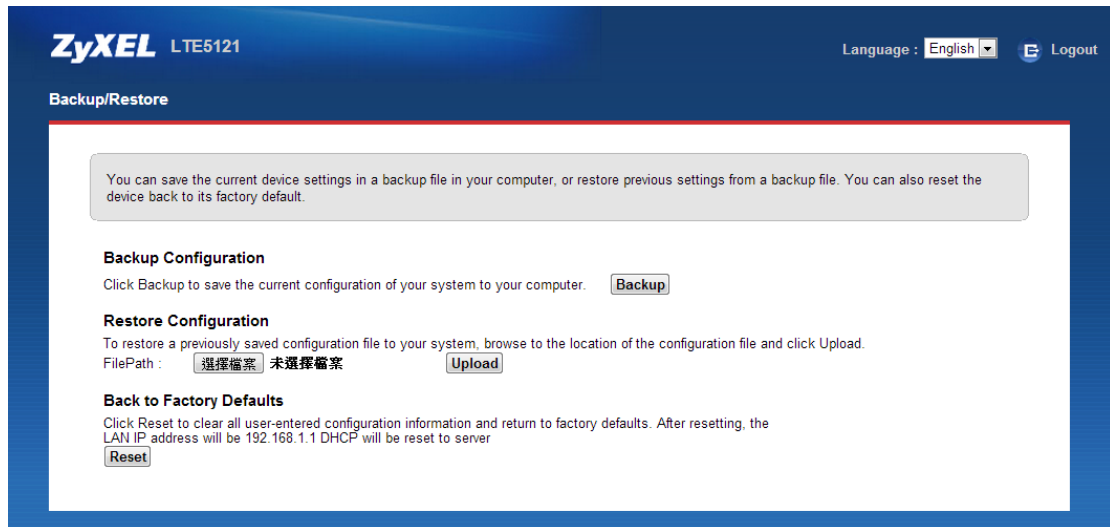 ZyXEL LTE5121
Language : English
Logout
Backup/Restore
You can save the current device settings in a backup file in your computer, or restore previous settings from a backup file. You can also reset the
device back to its factory default.
Backup Configuration
Click Backup to save the current configuration of your system to your computer. Backup
Restore Configuration
To restore a previously saved configuration file to your system, browse to the location of the configuration file and click Upload.
FilePath : 選擇檔案 未選擇檔案 Upload
Back to Factory Defaults
Click Reset to clear all user-entered configuration information and return to factory defaults. After resetting, the
LAN IP address will be 192.168.1.1 DHCP will be reset to server
Reset